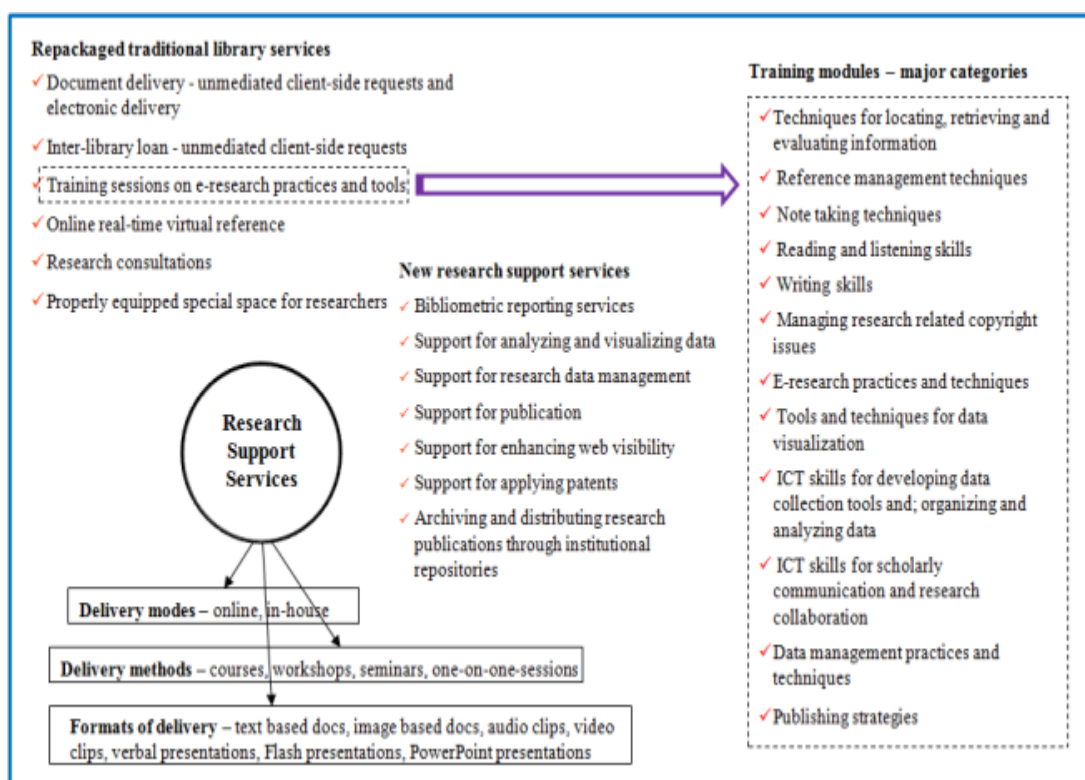 Repackaged traditional library services
✓Document delivery - unmediated client-side requests and
electronic delivery
✓Inter-library loan - unmediated client-side requests
✓Training sessions on e-research practices and tools
✓Online real-time virtual reference
✓Research consultations
✓Properly equipped special space for researchers
New research support services
✓Bibliometric reporting services
✓Support for analyzing and visualizing data
✓Support for research data management
✓Support for publication
✓Support for enhancing web visibility
✓Support for applying patents
✓Archiving and distributing research
publications through institutional
repositories
Research
Support
Services
Delivery modes – online, in-house
Delivery methods – courses, workshops, seminars, one-on-one-sessions
Formats of delivery – text based docs, image based docs, audio clips, video
clips, verbal presentations, Flash presentations, PowerPoint presentations
Training modules – major categories
✓Techniques for locating, retrieving and
evaluating information
✓Reference management techniques
✓Note taking techniques
✓Reading and listening skills
✓Writing skills
✓Managing research related copyright
issues
✓E-research practices and techniques
✓Tools and techniques for data
visualization
✓ICT skills for developing data
collection tools and; organizing and
analyzing data
✓ICT skills for scholarly
communication and research
collaboration
✓Data management practices and
techniques
✓Publishing strategies